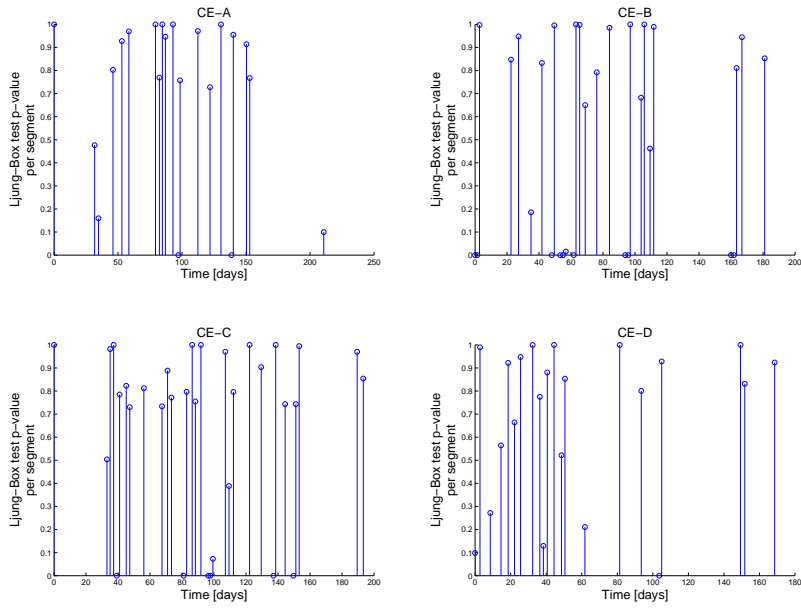 CE−A
Ljung−Box test p−value
per segment
1
0.9
0.8
0.7
0.6
0.5
0.4
0.3
0.2
0.1
0
0 50 100 150 200 250
Time [days]
CE−B
Ljung−Box test p−value
per segment
1
0.9
0.8
0.7
0.6
0.5
0.4
0.3
0.2
0.1
0
0 20 40 60 80 100 120 140 160 180 200
Time [days]
CE−C
Ljung−Box test p−value
per segment
1
0.9
0.8
0.7
0.6
0.5
0.4
0.3
0.2
0.1
0
0 20 40 60 80 100 120 140 160 180 200
Time [days]
CE−D
Ljung−Box test p−value
per segment
1
0.9
0.8
0.7
0.6
0.5
0.4
0.3
0.2
0.1
0
0 20 40 60 80 100 120 140 160 180
Time [days]